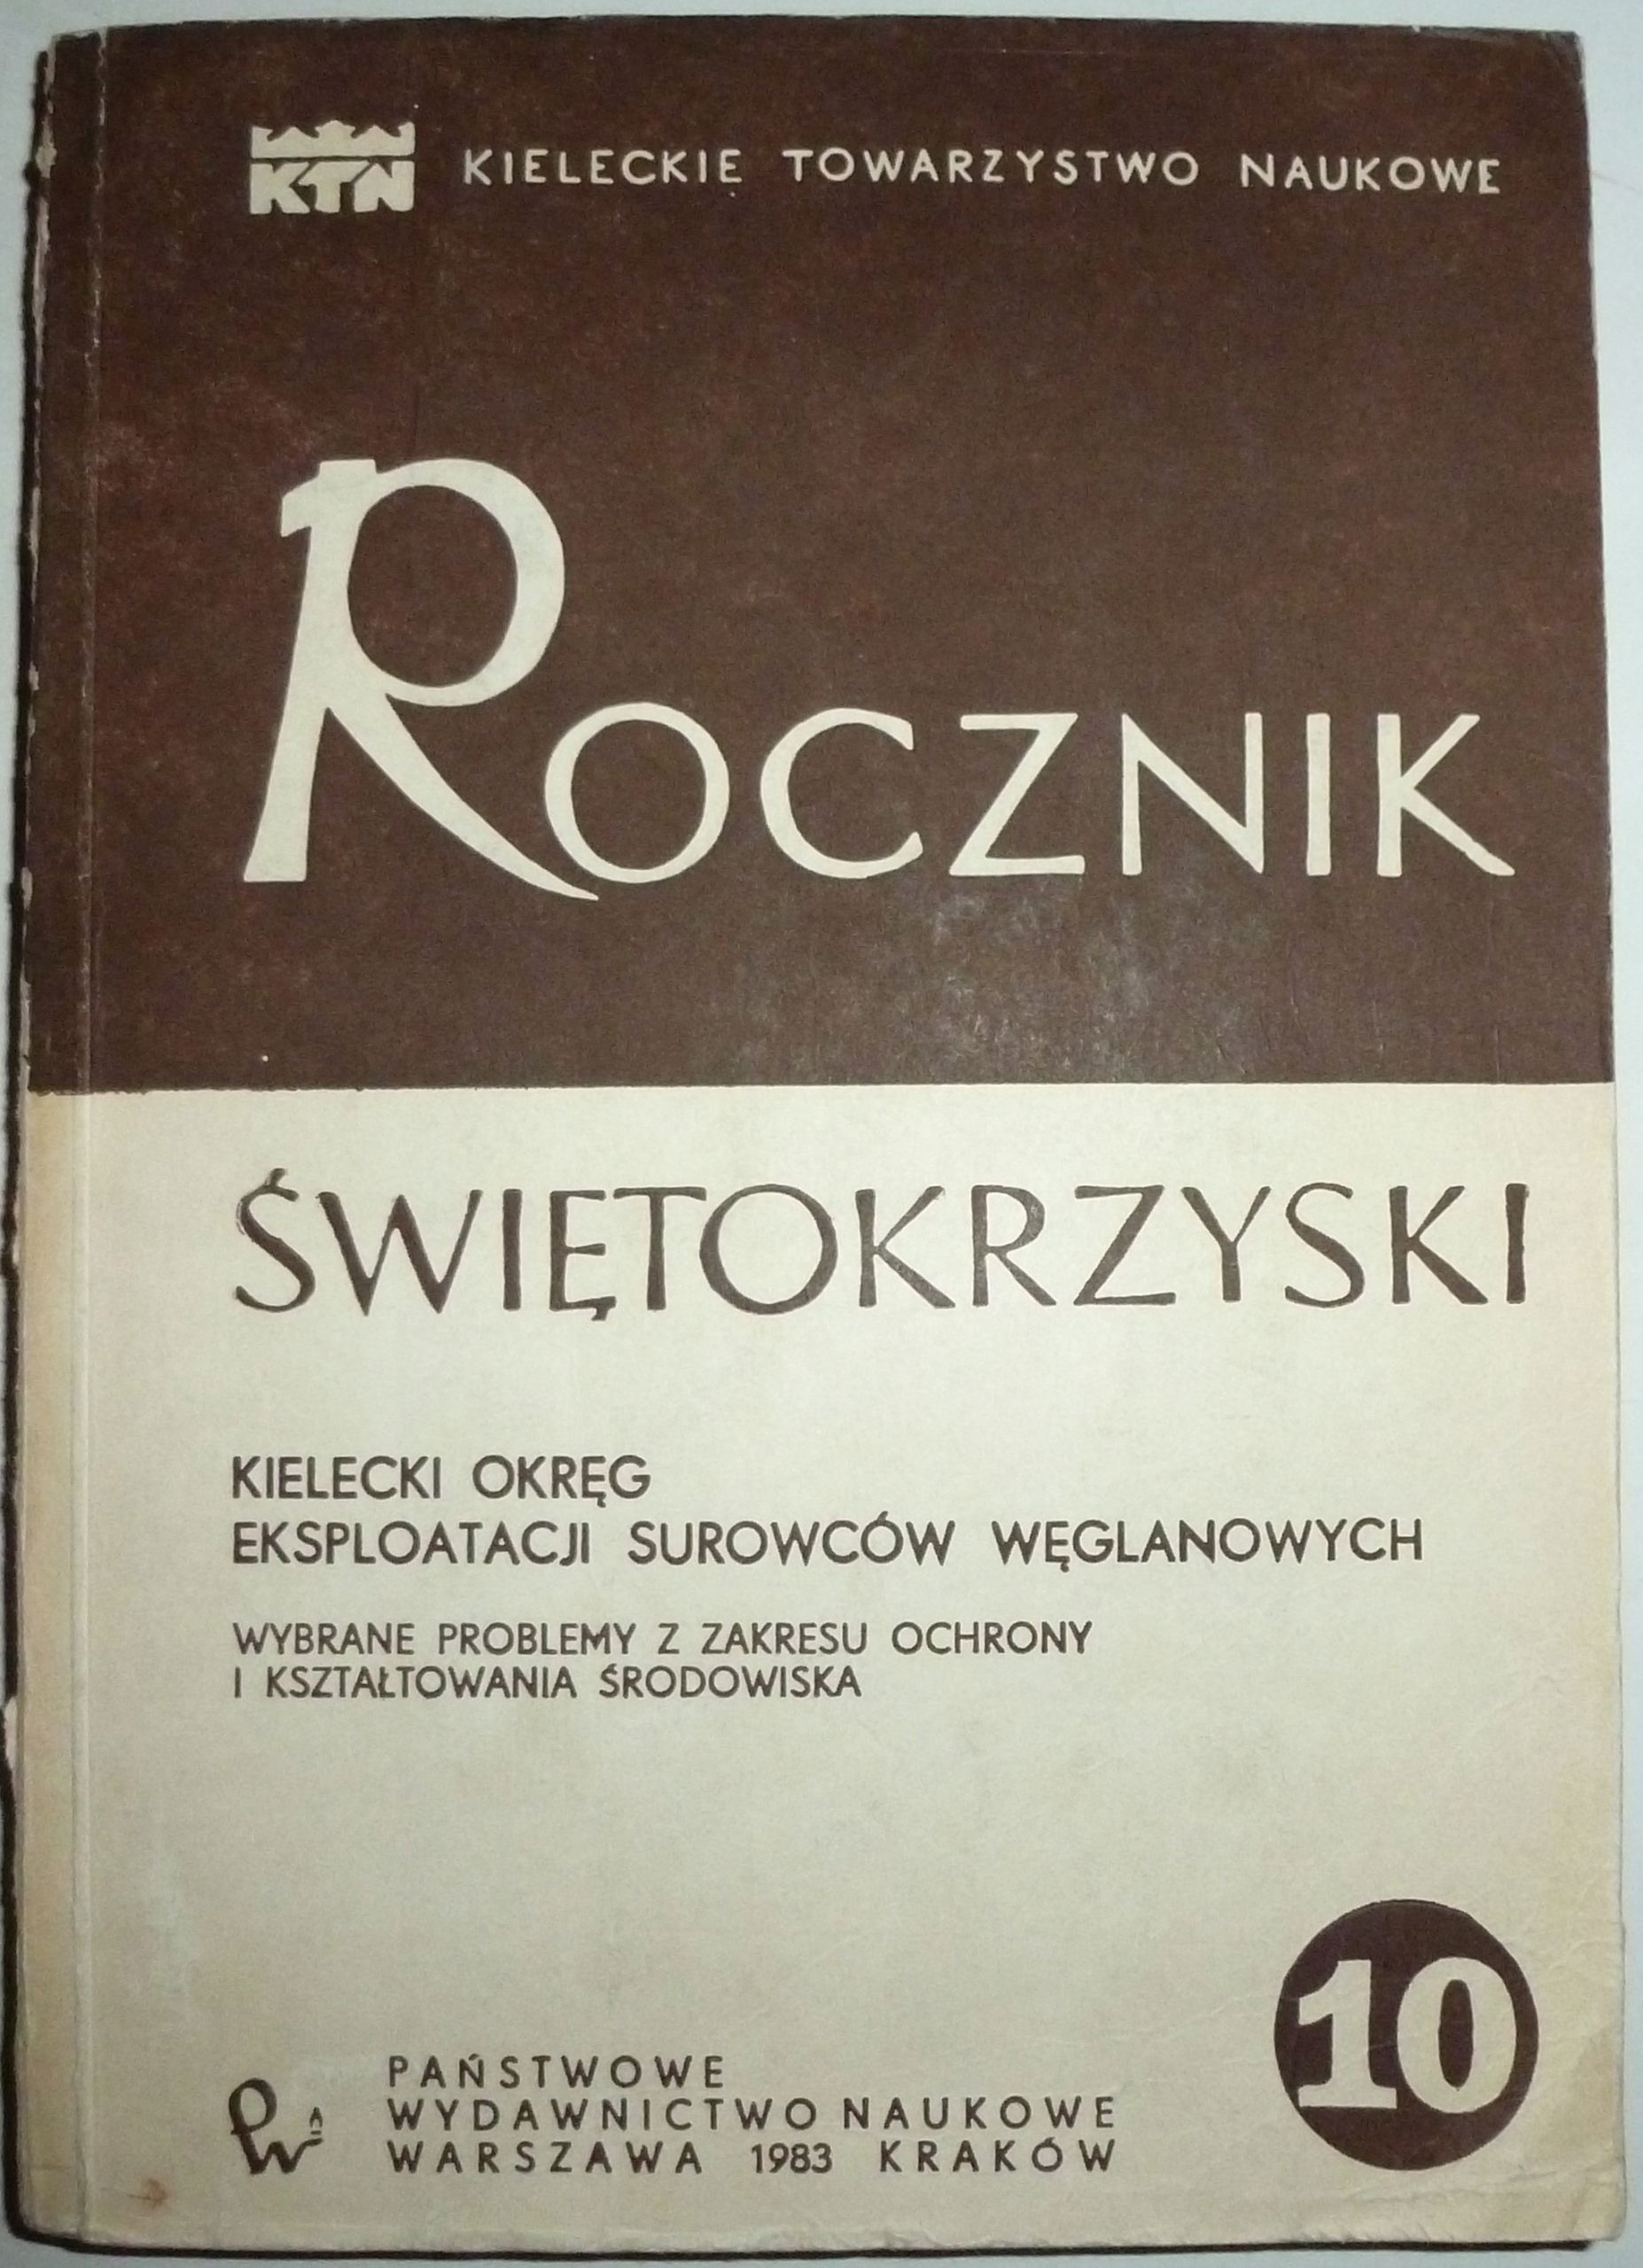 KTN KIELECKIE TOWARZYSTWO NAUKOWE
ROCZNIK
ŚWIĘTOKRZYSKI
KIELECKI OKRĘG
EKSPLOATACJI SUROWCÓW WĘGLANOWYCH
WYBRANE PROBLEMY Z ZAKRESU OCHRONY
I KSZTAŁTOWANIA ŚRODOWISKA
10
PAŃSTWOWE
WYDAWNICTWO NAUKOWE
WARSZAWA 1983 KRAKÓW